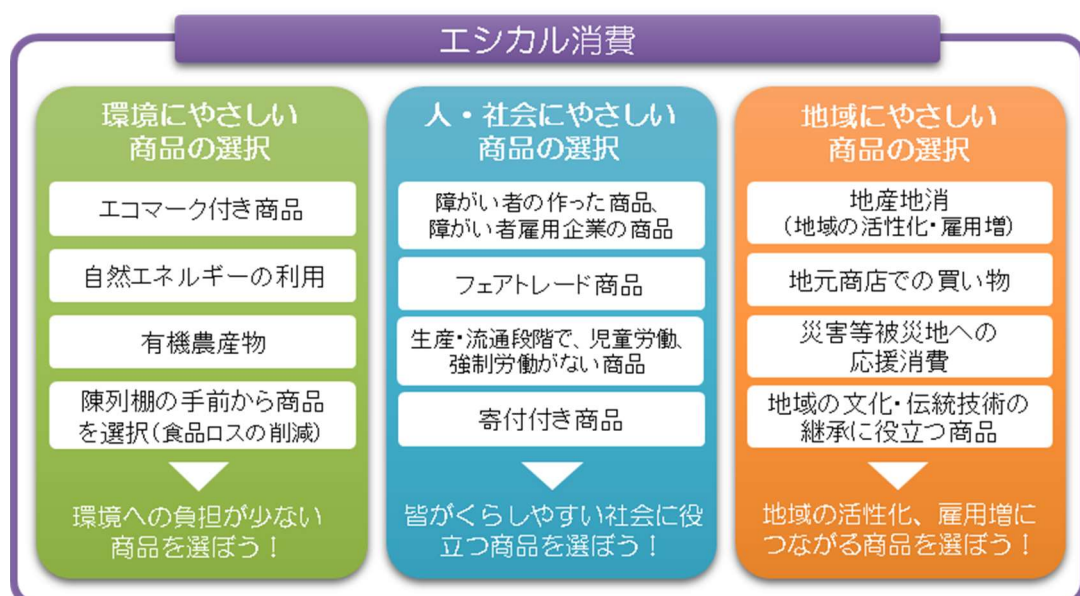 エシカル消費
環境にやさしい
商品の選択
エコマーク付き商品
自然エネルギーの利用
有機農産物
陳列棚の手前から商品
を選択(食品ロスの削減)
環境への負担が少ない
商品を選ぼう!
人・社会にやさしい
商品の選択
障がい者の作った商品、
障がい者雇用企業の商品
フェアトレード商品
生産・流通段階で、児童労働、
強制労働がない商品
寄付付き商品
皆がくらしやすい社会に役
立つ商品を選ぼう!
地域にやさしい
商品の選択
地産地消
(地域の活性化・雇用増)
地元商店での買い物
災害等被災地への
応援消費
地域の文化・伝統技術の
継承に役立つ商品
地域の活性化、雇用増に
つながる商品を選ぼう!